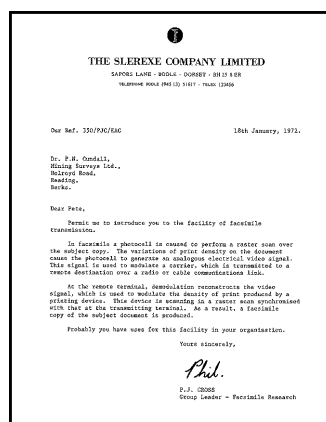 THE SLEREXE COMPANY LIMITED
SAPORS LANE - BOOLE - DORSET - BH 25 8 ER
TELEPHONE BOOLE (945 13) 51617 - TELEX 123456
Our Ref. 350/PJC/EAC 18th January, 1972.
Dr. P.N. Cundall,
Mining Surveys Ltd.,
Holroyd Road,
Reading,
Berks.
Dear Pete,
Permit me to introduce you to the facility of facsimile
transmission.
In facsimile a photocell is caused to perform a raster scan over
the subject copy. The variations of print density on the document
cause the photocell to generate an analogous electrical video signal.
This signal is used to modulate a carrier, which is transmitted to a
remote destination over a radio or cable communications link.
At the remote terminal, demodulation reconstructs the video
signal, which is used to modulate the density of print produced by a
printing device. This device is scanning in a raster scan synchronised
with that at the transmitting terminal. As a result, a facsimile
copy of the subject document is produced.
Probably you have uses for this facility in your organisation.
Yours sincerely,
Phil.
P.J. CROSS
Group Leader - Facsimile Research